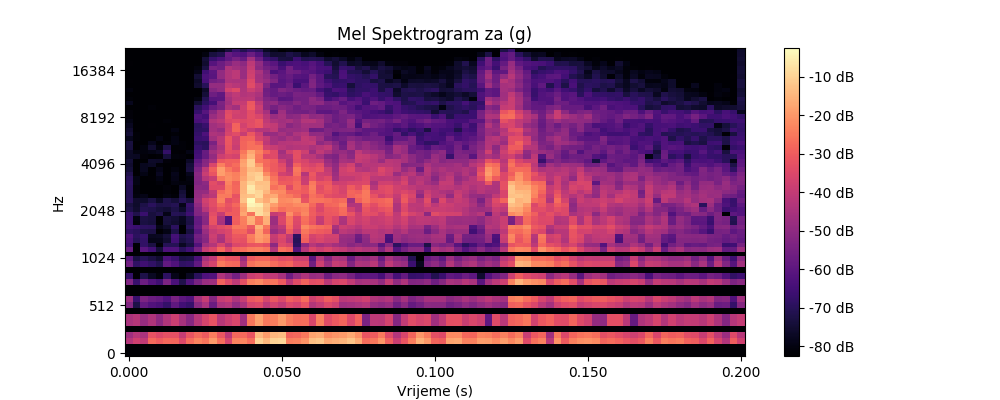 Mel Spektrogram za (g)
Hz
16384
8192
4096
2048
1024
512
0
0.000 0.050 0.100 0.150 0.200
Vrijeme (s)
-10 dB
-20 dB
-30 dB
-40 dB
-50 dB
-60 dB
-70 dB
-80 dB